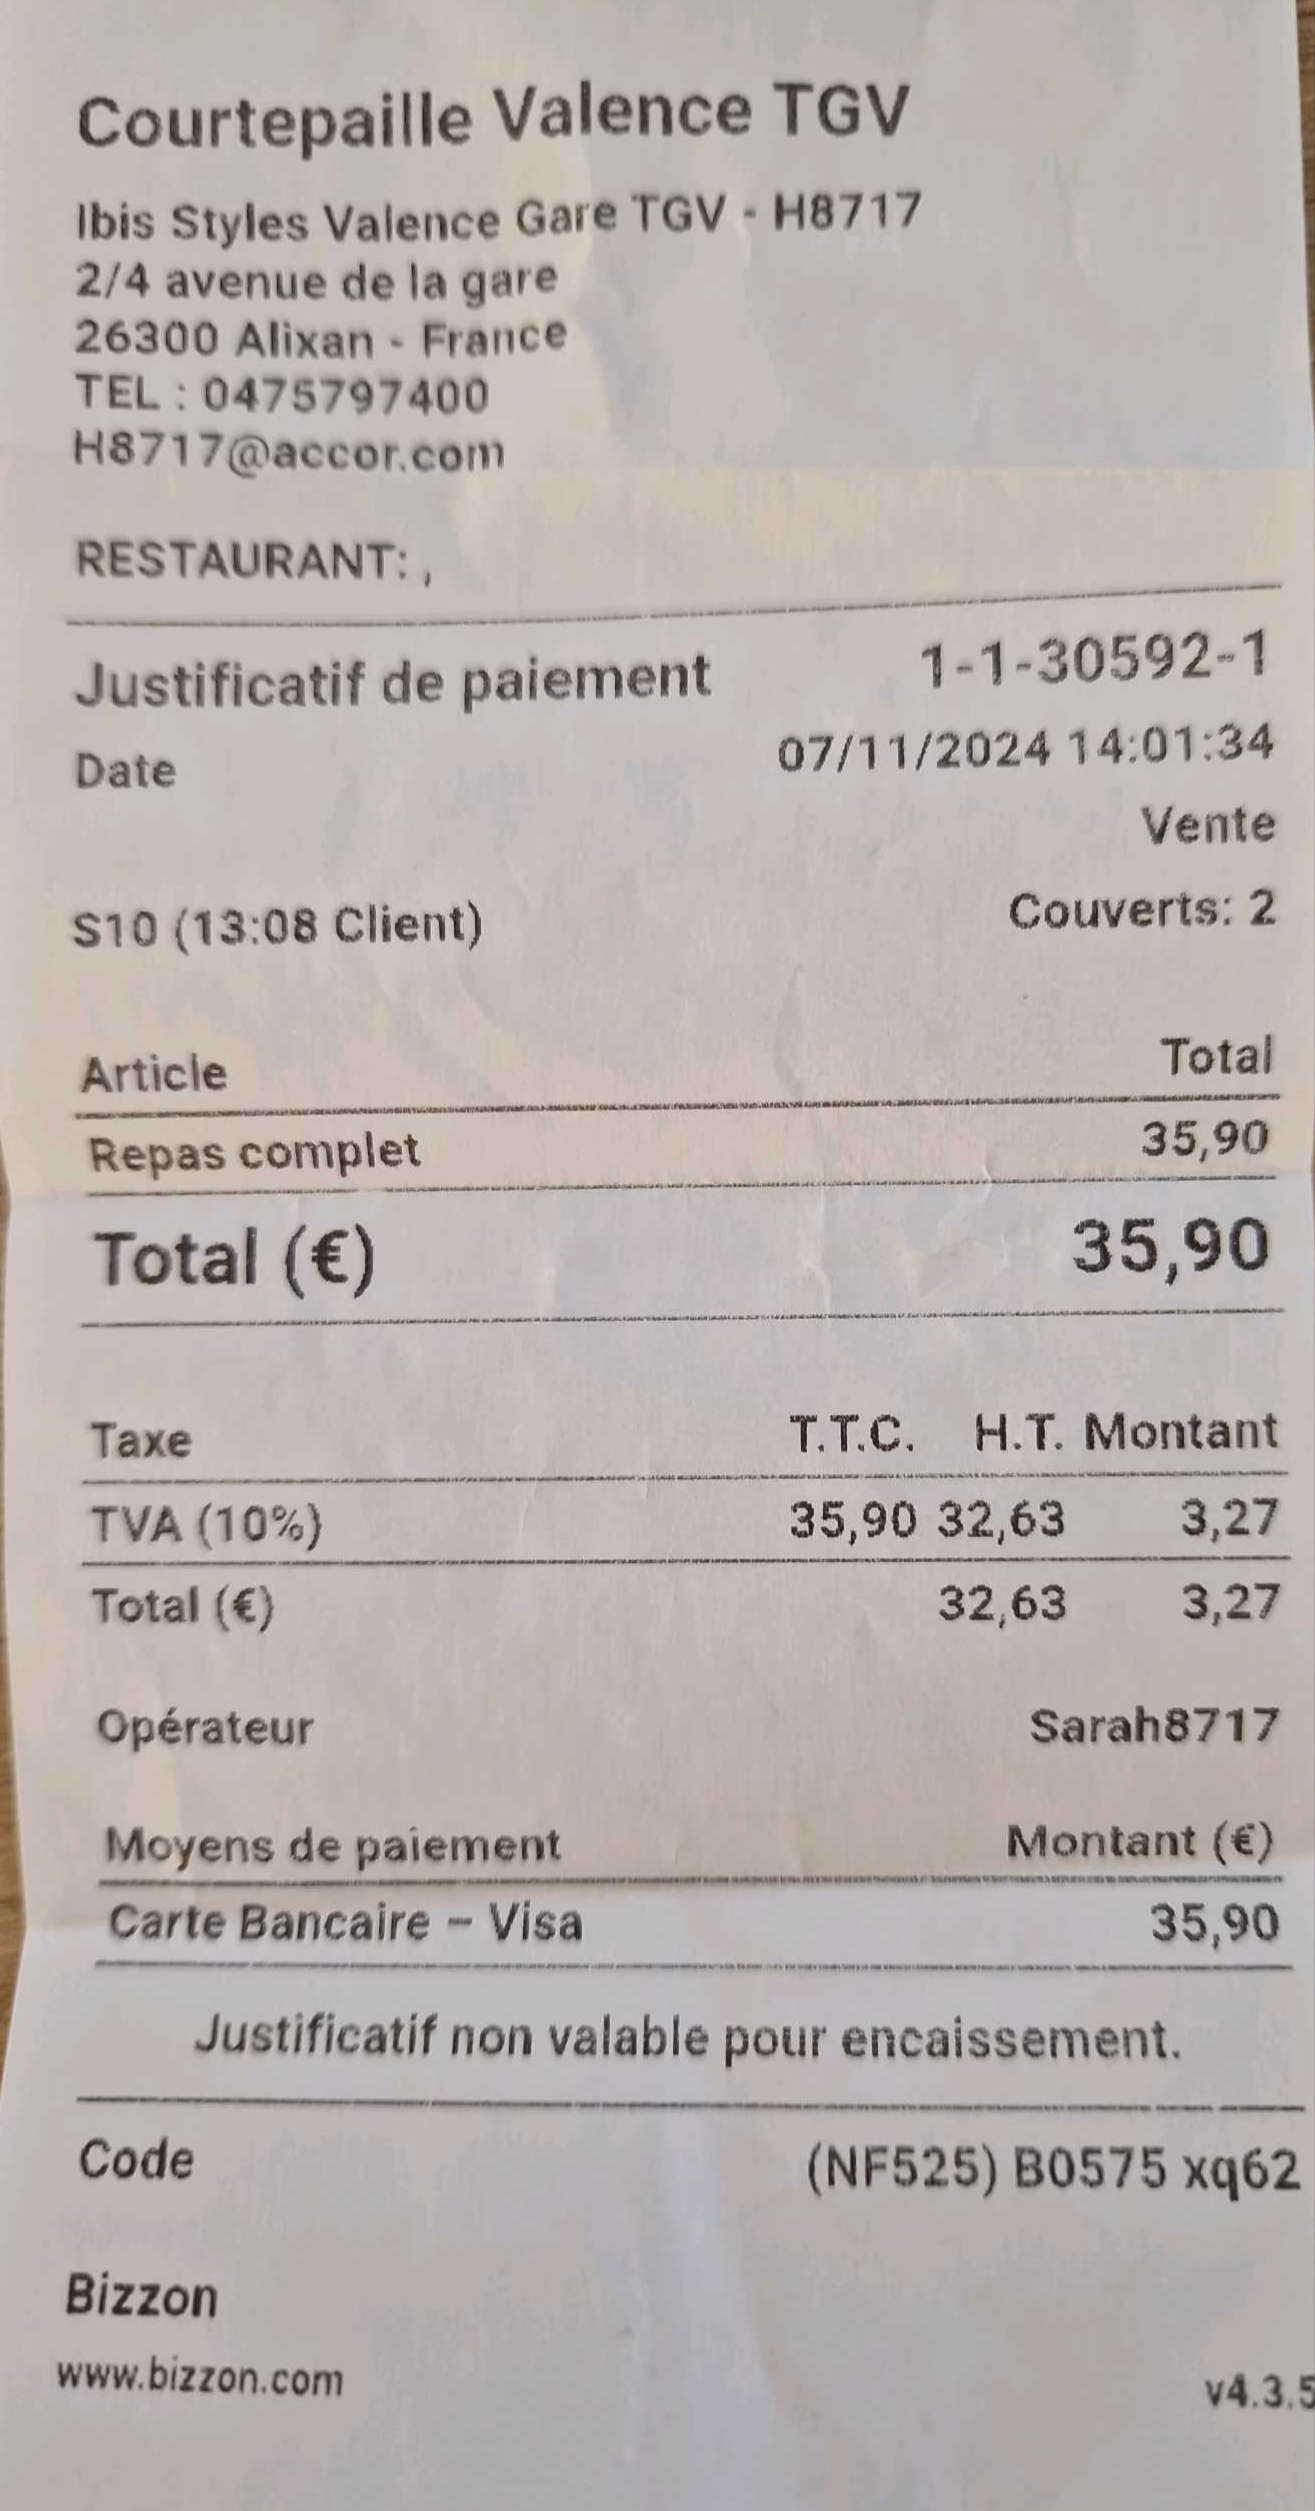 Courtepaille Valence TGV
Ibis Styles Valence Gare TGV - H8717
2/4 avenue de la gare
26300 Alixan - France
TEL : 0475797400
H8717@accor.com
RESTAURANT: ,
Justificatif de paiement 1-1-30592-1
Date 07/11/2024 14:01:34
Vente
S10 (13:08 Client) Couverts: 2
Article Total
Repas complet 35,90
Total (€) 35,90
Taxe T.T.C. H.T. Montant
TVA (10%) 35,90 32,63 3,27
Total (€) 32,63 3,27
Opérateur Sarah8717
Moyens de paiement Montant (€)
Carte Bancaire – Visa 35,90
Justificatif non valable pour encaissement.
Code (NF525) B0575 xq62
Bizzon
www.bizzon.com v4.3.5